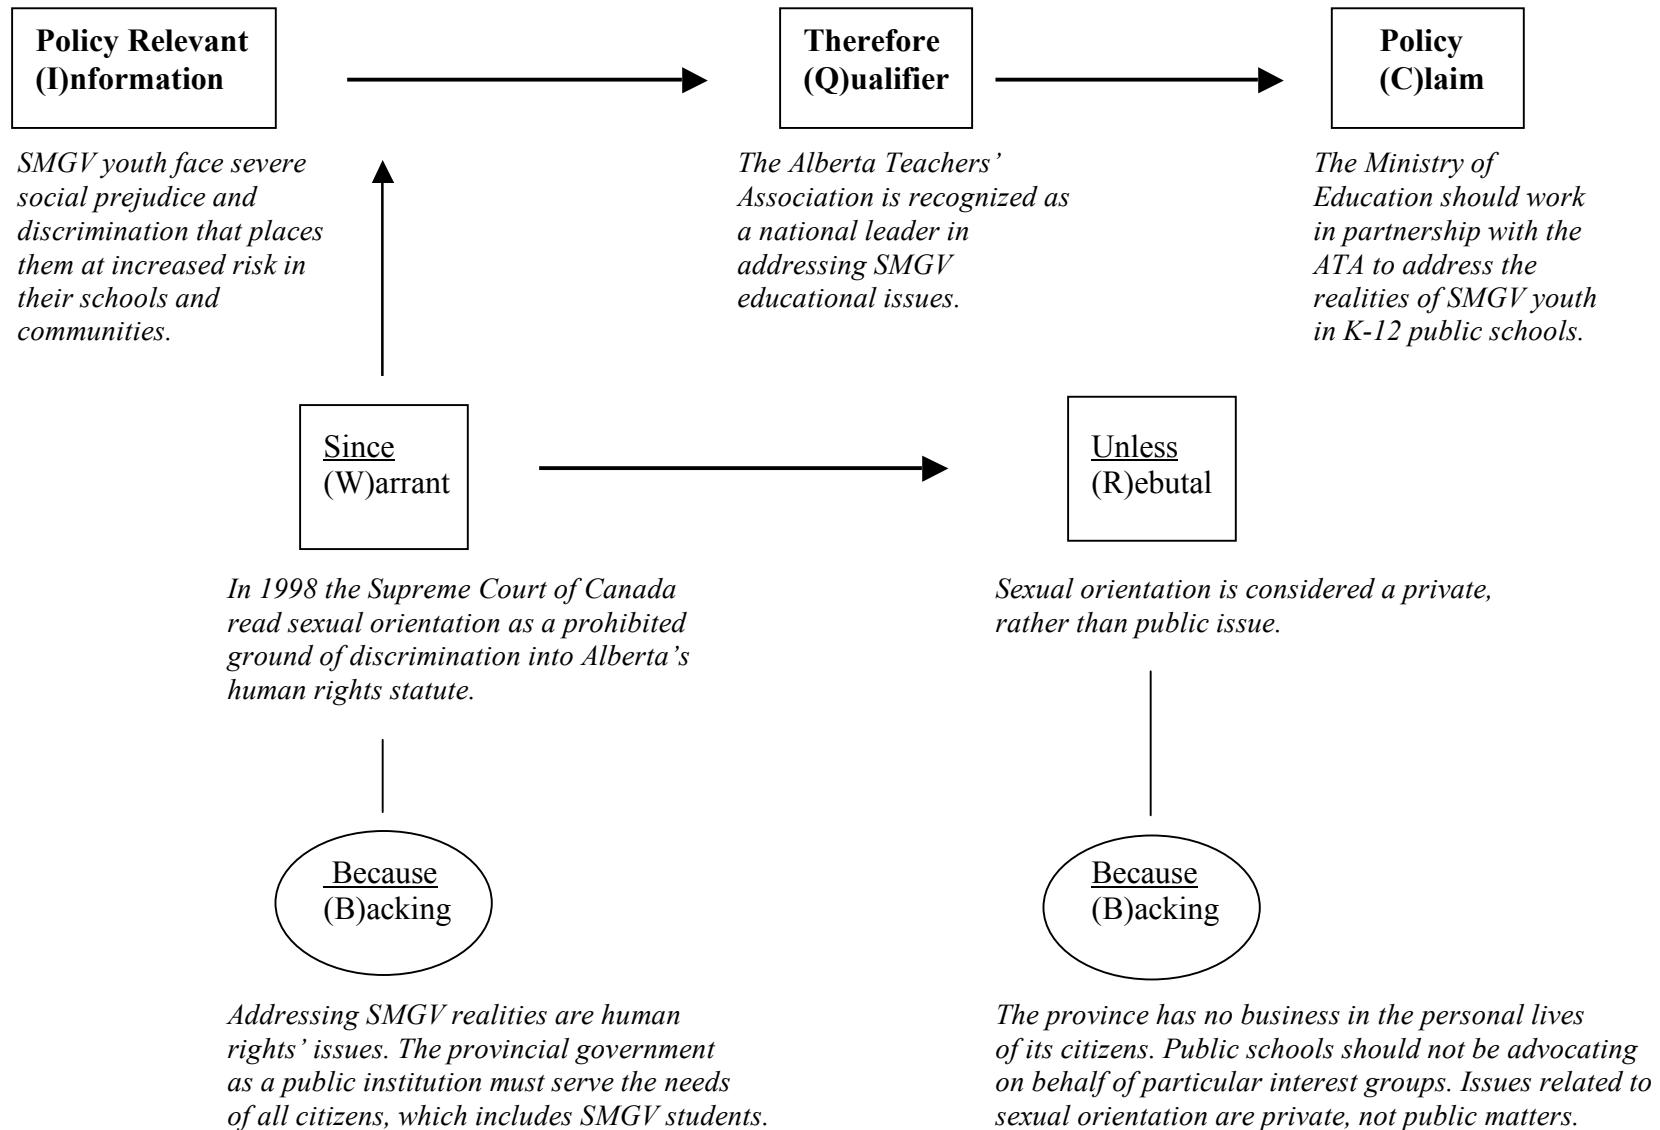 Policy Relevant
(I)nformation
Therefore
(Q)ualifier
Policy
(C)laim
SMGV youth face severe
social prejudice and
discrimination that places
them at increased risk in
their schools and
communities.
The Alberta Teachers’
Association is recognized as
a national leader in
addressing SMGV
educational issues.
The Ministry of
Education should work
in partnership with the
ATA to address the
realities of SMGV youth
in K-12 public schools.
Since
(W)arrant
Unless
(R)ebutal
In 1998 the Supreme Court of Canada
read sexual orientation as a prohibited
ground of discrimination into Alberta’s
human rights statute.
Sexual orientation is considered a private,
rather than public issue.
Because
(B)acking
Because
(B)acking
Addressing SMGV realities are human
rights’ issues. The provincial government
as a public institution must serve the needs
of all citizens, which includes SMGV students.
The province has no business in the personal lives
of its citizens. Public schools should not be advocating
on behalf of particular interest groups. Issues related to
sexual orientation are private, not public matters.